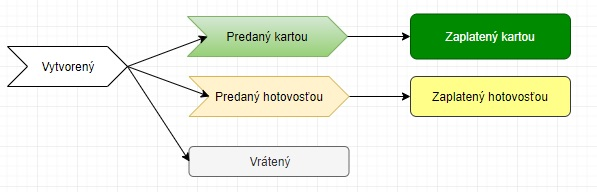 Vytvorený
Predaný kartou
Zaplatený kartou
Predaný hotovosťou
Zaplatený hotovosťou
Vrátený